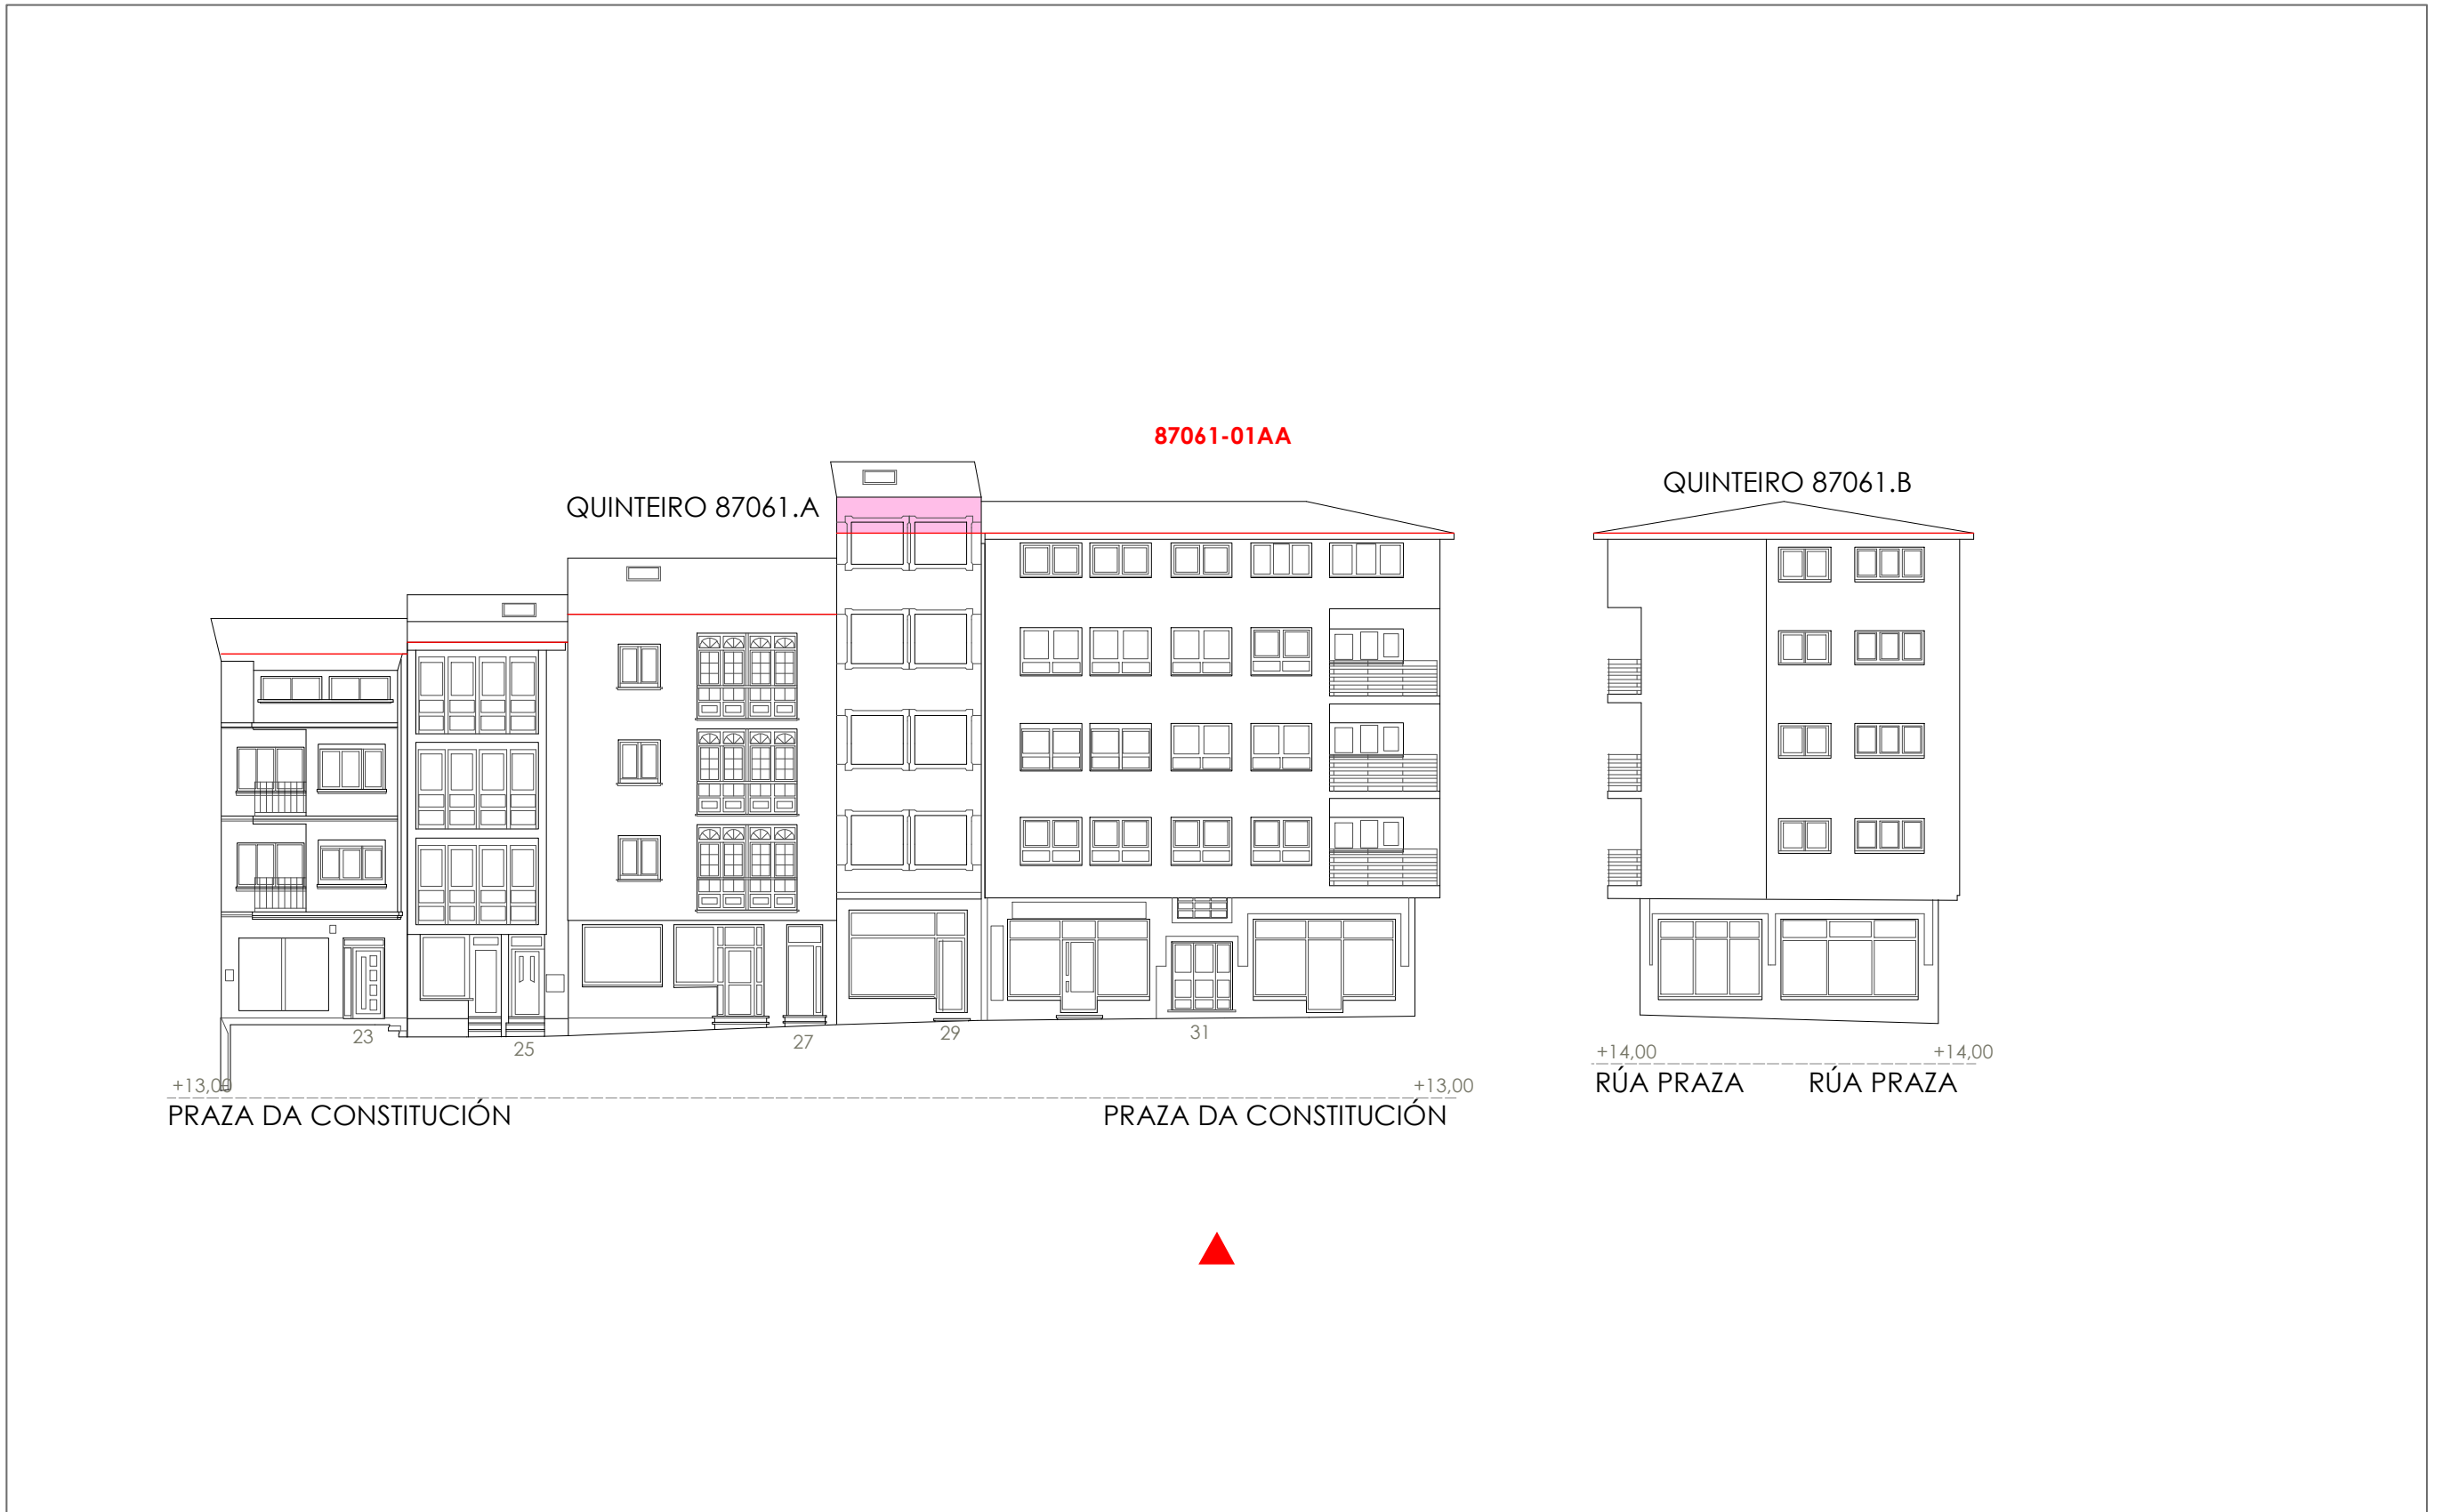 87061-01AA
QUINTEIRO 87061.A
QUINTEIRO 87061.B
23
25
27
29
31
+13,00
+13,00
PRAZA DA CONSTITUCIÓN
PRAZA DA CONSTITUCIÓN
+14,00
+14,00
RÚA PRAZA
RÚA PRAZA